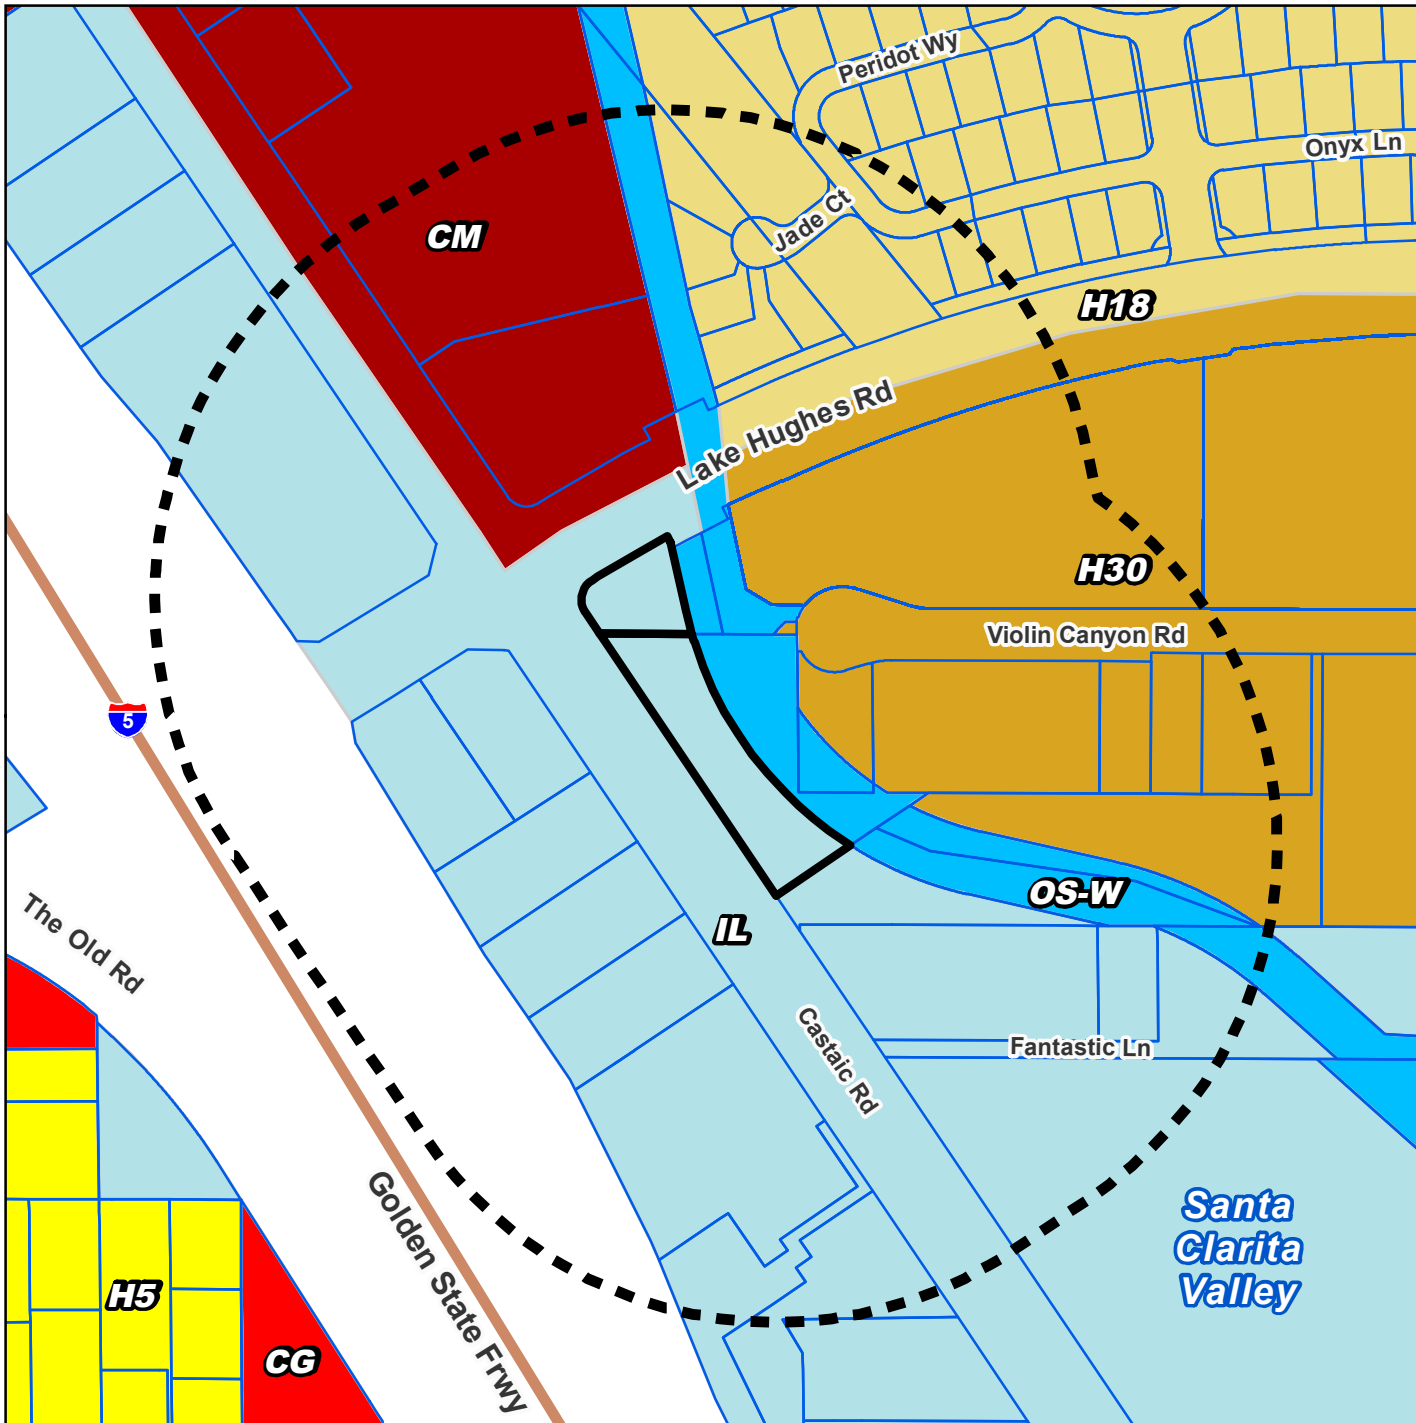 Peridot Wy
Onyx Ln
Jade Ct
CM
H18
Lake Hughes Rd
H30
Violin Canyon Rd
5
OS-W
The Old Rd
IL
Castaic Rd
Fantastic Ln
Golden State Frwy
Santa
Clarita
Valley
H5
CG